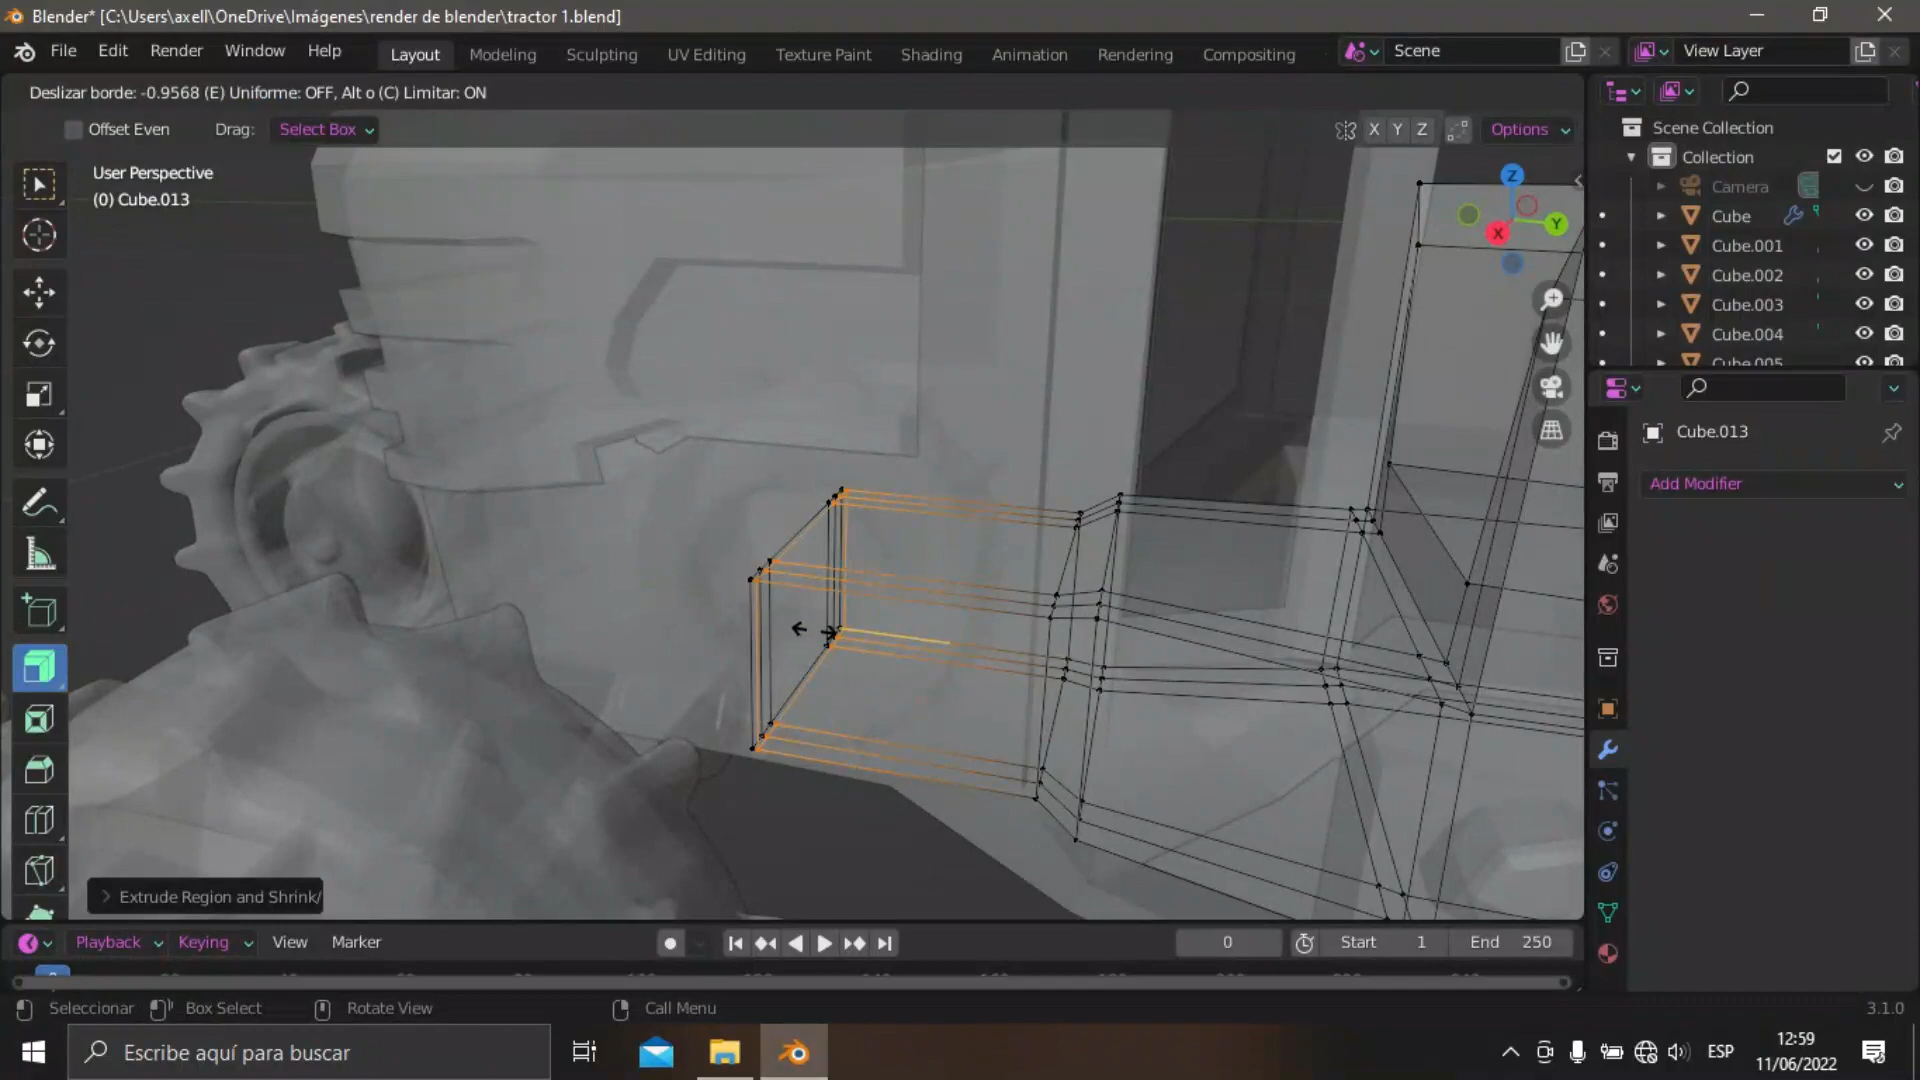 Blender* [C:\Users\axell\OneDrive\Imágenes\render de blender\tractor 1.blend]
File Edit Render Window Help Layout Modeling Sculpting UV Editing Texture Paint Shading Animation Rendering Compositing Scene View Layer
Deslizar borde: -0.9568 (E) Uniforme: OFF, Alt o (C) Limitar: ON
Offset Even Drag: Select Box X Y Z Options
User Perspective
(0) Cube.013
Z
Y
X
Scene Collection
Collection
Camera
Cube
Cube.001
Cube.002
Cube.003
Cube.004
Cube.005
Cube.013
Add Modifier
Extrude Region and Shrink/
Playback Keying View Marker 0 Start 1 End 250
Seleccionar Box Select Rotate View Call Menu 3.1.0
Escribe aquí para buscar
ESP
12:59
11/06/2022